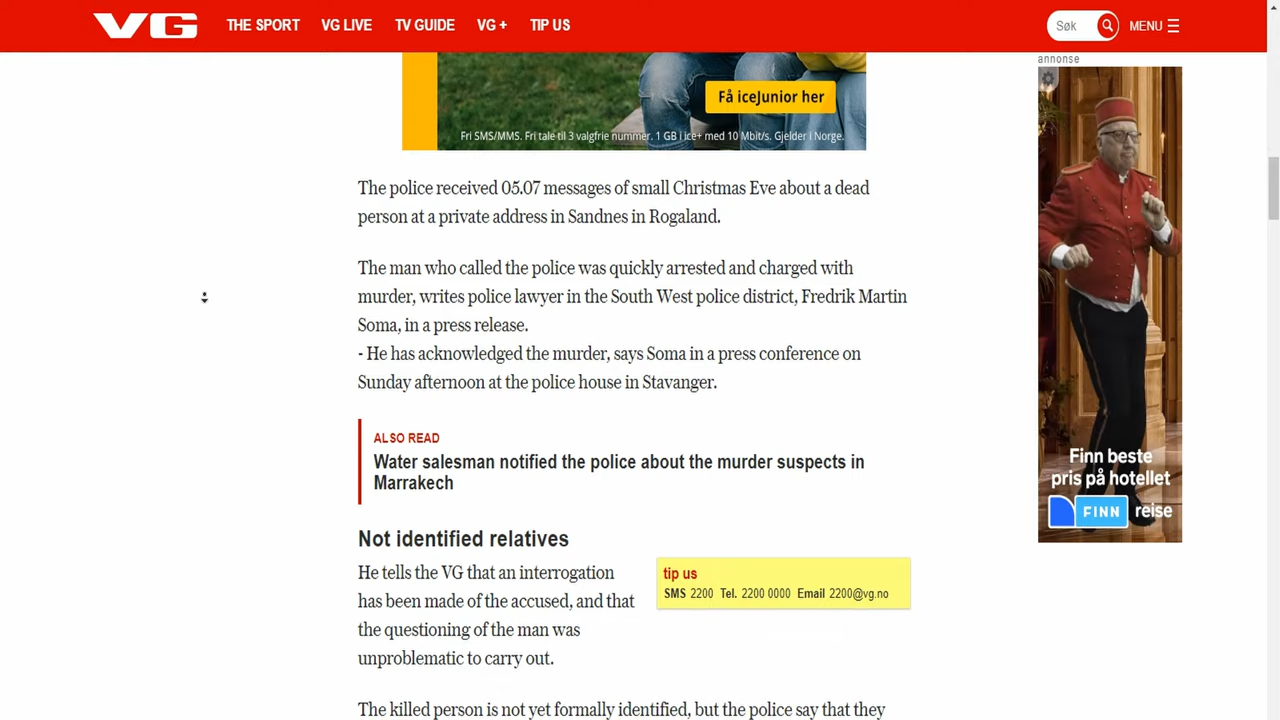 VG THE SPORT VG LIVE TV GUIDE VG + TIP US Søk MENU
annonse
Få iceJunior her
Fri SMS/MMS. Fri tale til 3 valgfrie nummer. 1 GB i ice+ med 10 Mbit/s. Gjelder i Norge.
The police received 05.07 messages of small Christmas Eve about a dead
person at a private address in Sandnes in Rogaland.
The man who called the police was quickly arrested and charged with
murder, writes police lawyer in the South West police district, Fredrik Martin
Soma, in a press release.
- He has acknowledged the murder, says Soma in a press conference on
Sunday afternoon at the police house in Stavanger.
ALSO READ
Water salesman notified the police about the murder suspects in
Marrakech
Not identified relatives
He tells the VG that an interrogation
has been made of the accused, and that
the questioning of the man was
unproblematic to carry out.
tip us
SMS 2200 Tel. 2200 0000 Email 2200@vg.no
The killed person is not yet formally identified, but the police say that they
Finn beste
pris på hotellet
FINN reise